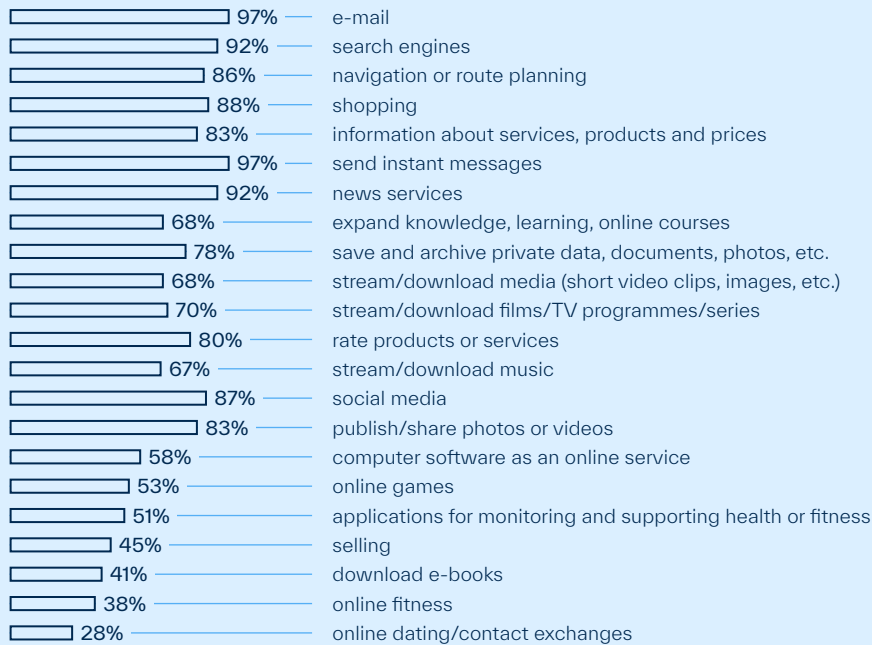 97% e-mail
92% search engines
86% navigation or route planning
88% shopping
83% information about services, products and prices
97% send instant messages
92% news services
68% expand knowledge, learning, online courses
78% save and archive private data, documents, photos, etc.
68% stream/download media (short video clips, images, etc.)
70% stream/download films/TV programmes/series
80% rate products or services
67% stream/download music
87% social media
83% publish/share photos or videos
58% computer software as an online service
53% online games
51% applications for monitoring and supporting health or fitness
45% selling
41% download e-books
38% online fitness
28% online dating/contact exchanges